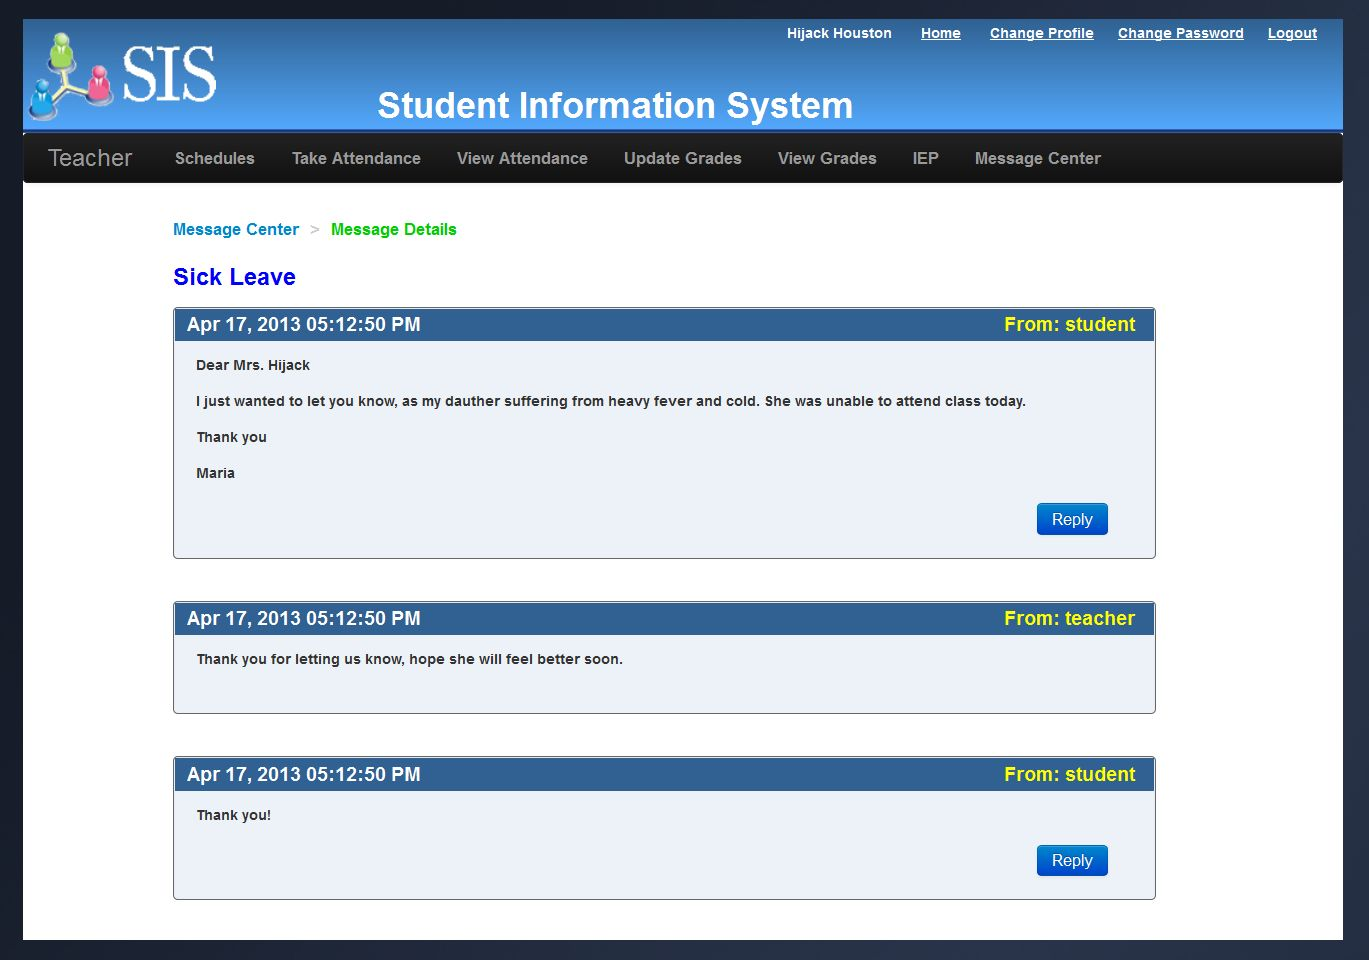 Hijack Houston Home Change Profile Change Password Logout
SIS
Student Information System
Teacher Schedules Take Attendance View Attendance Update Grades View Grades IEP Message Center
Message Center > Message Details
Sick Leave
Apr 17, 2013 05:12:50 PM From: student
Dear Mrs. Hijack
I just wanted to let you know, as my dauther suffering from heavy fever and cold. She was unable to attend class today.
Thank you
Maria
Reply
Apr 17, 2013 05:12:50 PM From: teacher
Thank you for letting us know, hope she will feel better soon.
Apr 17, 2013 05:12:50 PM From: student
Thank you!
Reply